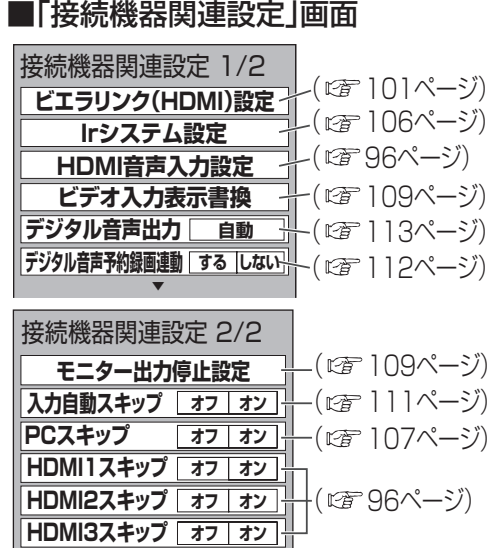 ■「接続機器関連設定」画面
接続機器関連設定 1/2
ビエラリンク(HDMI)設定 (☞ 101ページ)
Irシステム設定 (☞ 106ページ)
HDMI音声入力設定 (☞ 96ページ)
ビデオ入力表示書換 (☞ 109ページ)
デジタル音声出力 自動 (☞ 113ページ)
デジタル音声予約録画連動 する しない (☞ 112ページ)
▼
接続機器関連設定 2/2
モニター出力停止設定 (☞ 109ページ)
入力自動スキップ オフ オン (☞ 111ページ)
PCスキップ オフ オン (☞ 107ページ)
HDMI1スキップ オフ オン
HDMI2スキップ オフ オン (☞ 96ページ)
HDMI3スキップ オフ オン